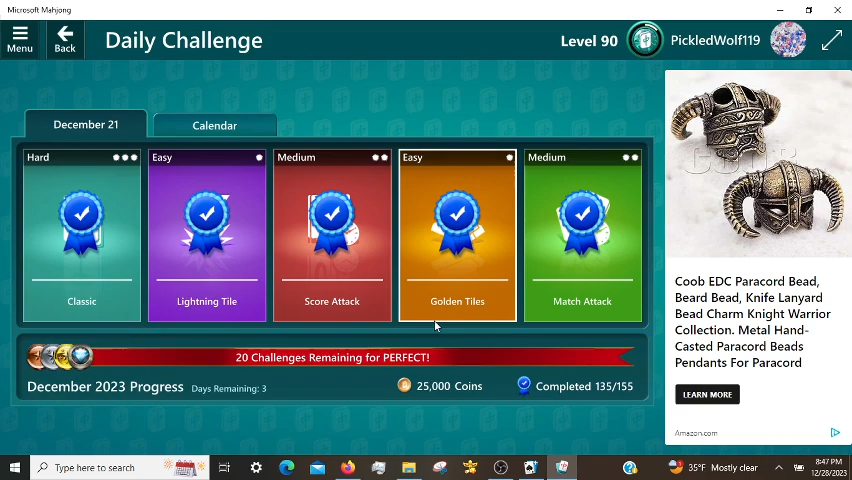 Microsoft Mahjong
Menu
Back
Daily Challenge
Level 90
PickledWolf119
December 21
Calendar
Hard
Easy
Medium
Easy
Medium
Classic
Lightning Tile
Score Attack
Golden Tiles
Match Attack
20 Challenges Remaining for PERFECT!
December 2023 Progress
Days Remaining: 3
25,000 Coins
Completed 135/155
COOB
Coob EDC Paracord Bead,
Beard Bead, Knife Lanyard
Bead Charm Knight Warrior
Collection. Metal Hand-
Casted Paracord Beads
Pendants For Paracord
LEARN MORE
Amazon.com
Type here to search
35°F Mostly clear
8:47 PM
12/28/2023